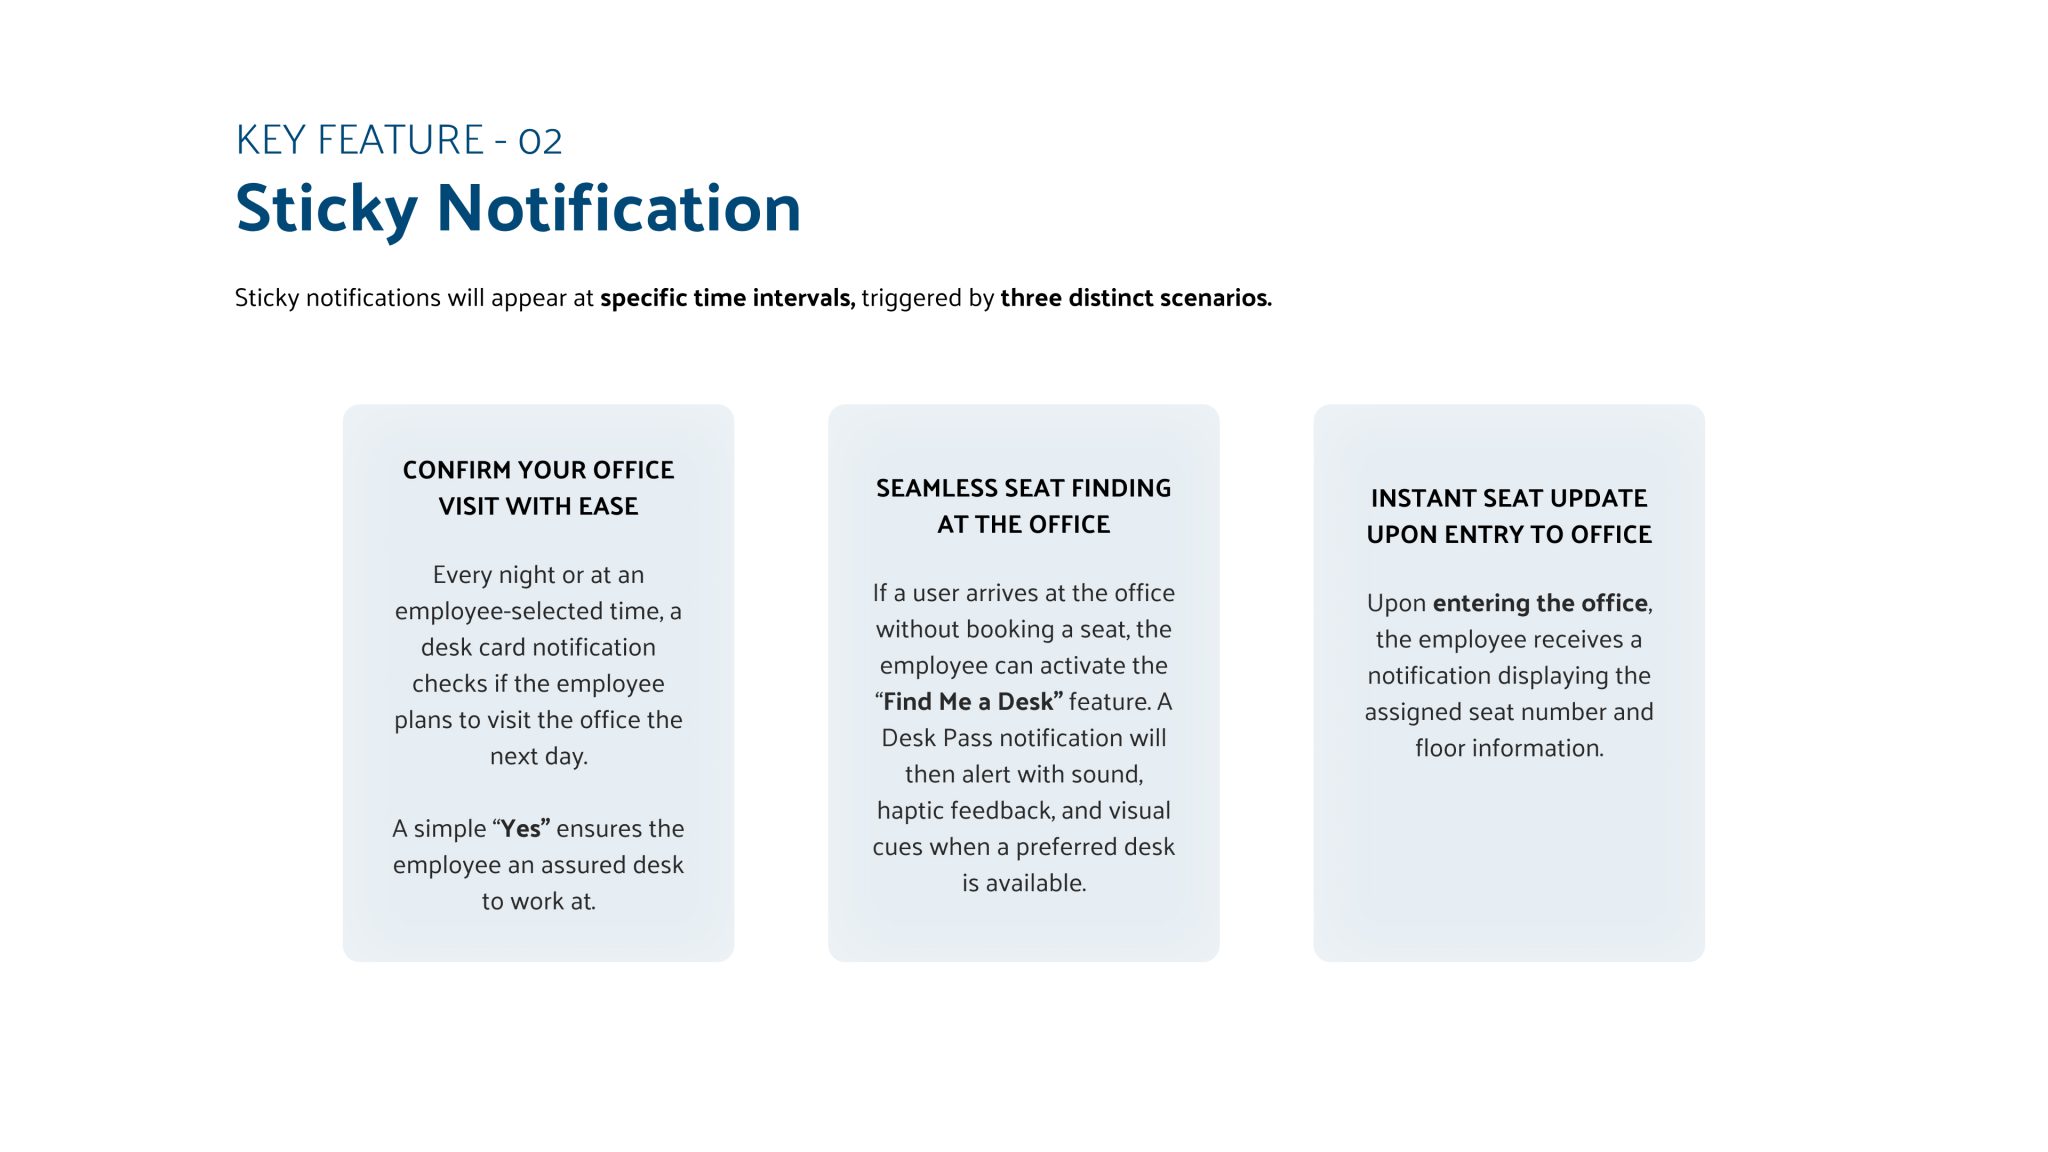 KEY FEATURE - 02
Sticky Notification
Sticky notifications will appear at specific time intervals, triggered by three distinct scenarios.
CONFIRM YOUR OFFICE
VISIT WITH EASE
Every night or at an
employee-selected time, a
desk card notification
checks if the employee
plans to visit the office the
next day.
A simple “Yes” ensures the
employee an assured desk
to work at.
SEAMLESS SEAT FINDING
AT THE OFFICE
If a user arrives at the office
without booking a seat, the
employee can activate the
“Find Me a Desk” feature. A
Desk Pass notification will
then alert with sound,
haptic feedback, and visual
cues when a preferred desk
is available.
INSTANT SEAT UPDATE
UPON ENTRY TO OFFICE
Upon entering the office,
the employee receives a
notification displaying the
assigned seat number and
floor information.